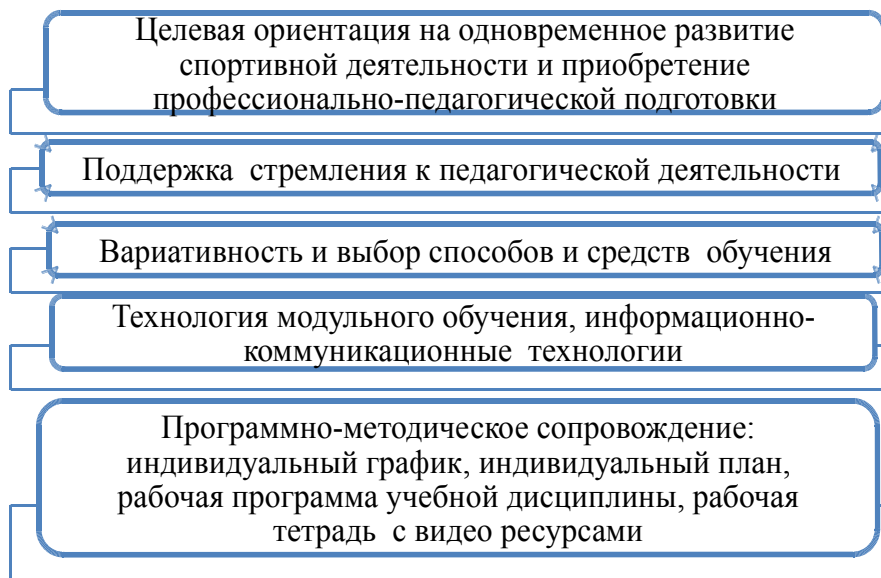 Целевая ориентация на одновременное развитие
спортивной деятельности и приобретение
профессионально-педагогической подготовки
Поддержка стремления к педагогической деятельности
Вариативность и выбор способов и средств обучения
Технология модульного обучения, информационно-
коммуникационные технологии
Программно-методическое сопровождение:
индивидуальный график, индивидуальный план,
рабочая программа учебной дисциплины, рабочая
тетрадь с видео ресурсами